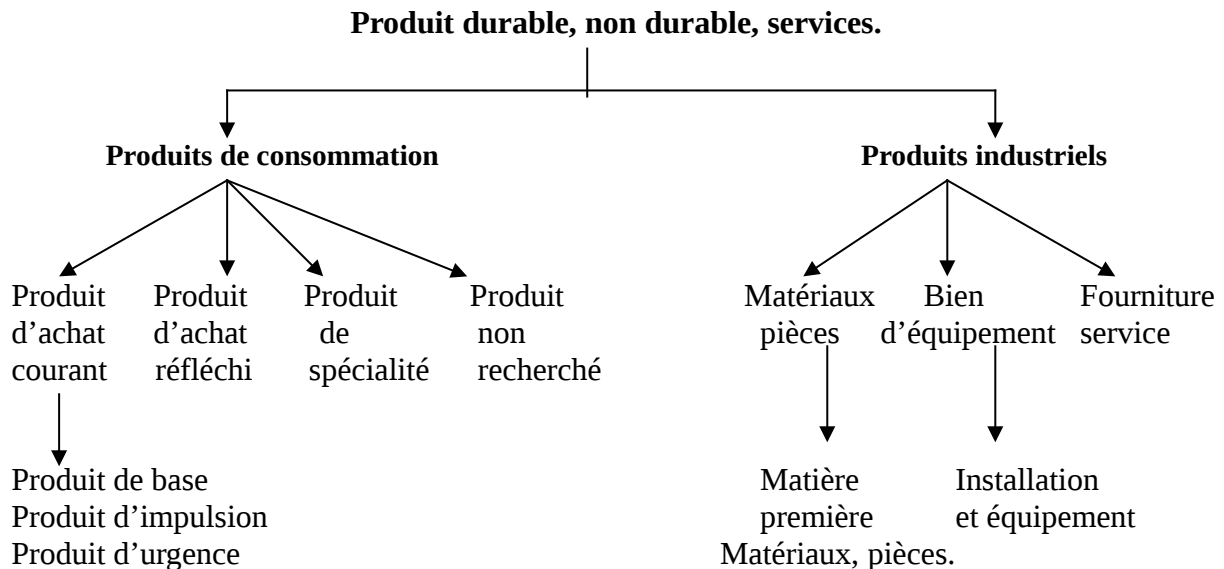 Produit durable, non durable, services.
Produits de consommation
Produits industriels
Produit
d’achat
courant
Produit
d’achat
réfléchi
Produit
de
spécialité
Produit
non
recherché
Matériaux
pièces
Bien
d’équipement
Fourniture
service
Produit de base
Produit d’impulsion
Produit d’urgence
Matière
première
Matériaux, pièces.
Installation
et équipement